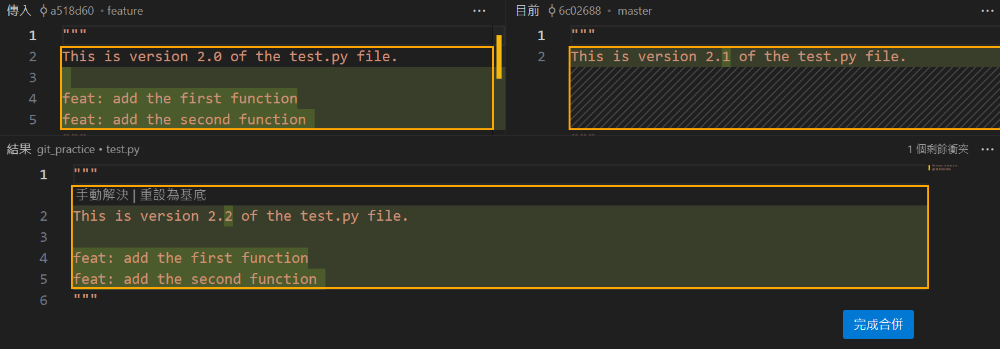 傳入 a518d60 • feature ...
1 """
2 This is version 2.0 of the test.py file.
3
4 feat: add the first function
5 feat: add the second function
"""
目前 6c02688 • master ...
1 """
2 This is version 2.1 of the test.py file.
"""
結果 git_practice • test.py 1 個剩餘衝突 ...
1 """
手動解決 | 重設為基底
2 This is version 2.2 of the test.py file.
3
4 feat: add the first function
5 feat: add the second function
6 """
完成合併